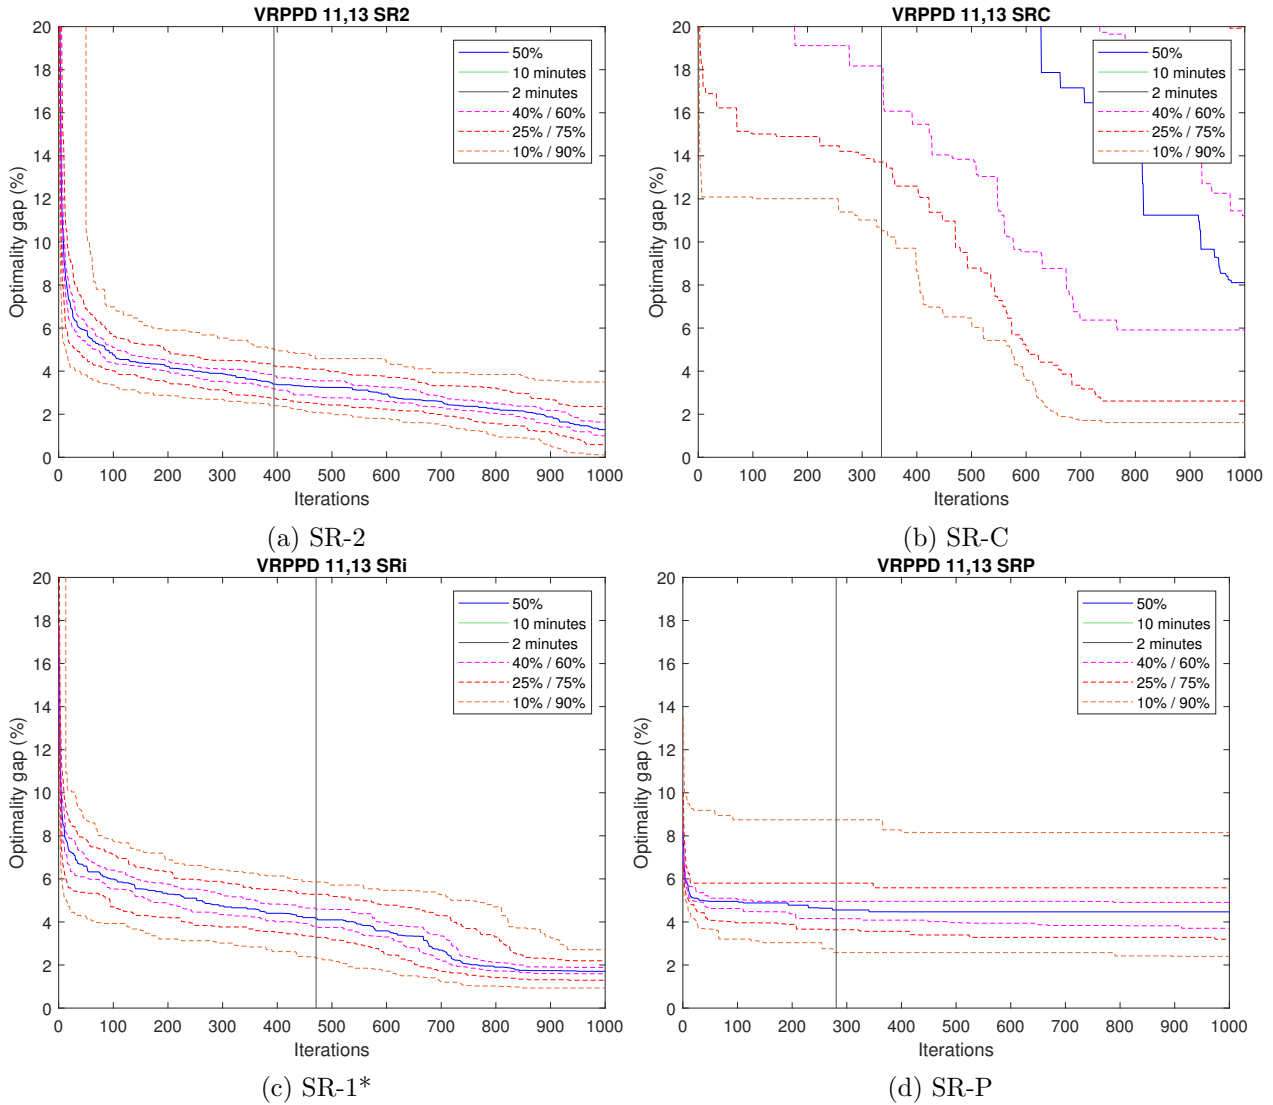 VRPPD 11,13 SR2
20
18
16
14
12
10
8
6
4
2
0
Optimality gap (%)
50%
10 minutes
2 minutes
40% / 60%
25% / 75%
10% / 90%
0 100 200 300 400 500 600 700 800 900 1000
Iterations
(a) SR-2
VRPPD 11,13 SRC
20
18
16
14
12
10
8
6
4
2
0
Optimality gap (%)
50%
10 minutes
2 minutes
40% / 60%
25% / 75%
10% / 90%
0 100 200 300 400 500 600 700 800 900 1000
Iterations
(b) SR-C
VRPPD 11,13 SRi
20
18
16
14
12
10
8
6
4
2
0
Optimality gap (%)
50%
10 minutes
2 minutes
40% / 60%
25% / 75%
10% / 90%
0 100 200 300 400 500 600 700 800 900 1000
Iterations
(c) SR-1*
VRPPD 11,13 SRP
20
18
16
14
12
10
8
6
4
2
0
Optimality gap (%)
50%
10 minutes
2 minutes
40% / 60%
25% / 75%
10% / 90%
0 100 200 300 400 500 600 700 800 900 1000
Iterations
(d) SR-P